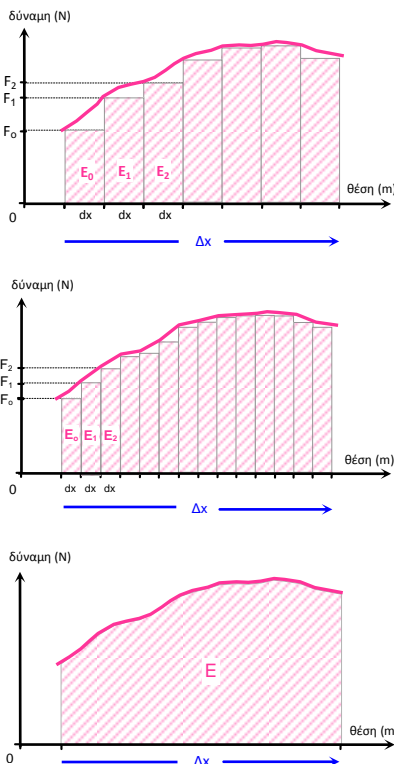 δύναμη (N)
F₂
F₁
Fₒ
E₀ E₁ E₂
θέση (m)
0
dx dx dx
Δx
δύναμη (N)
F₂
F₁
Fₒ
Eₒ E₁ E₂
θέση (m)
0
dx dx dx
Δx
δύναμη (N)
E
θέση (m
0
Δx